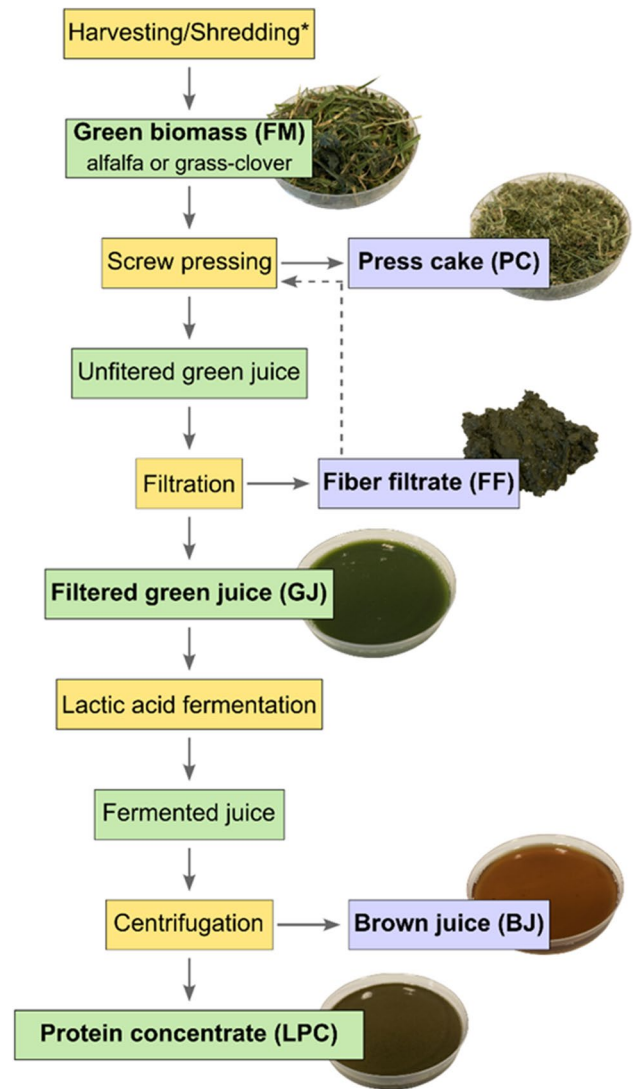 Harvesting/Shredding*
Green biomass (FM)
alfalfa or grass-clover
Screw pressing
Press cake (PC)
Unfitered green juice
Filtration
Fiber filtrate (FF)
Filtered green juice (GJ)
Lactic acid fermentation
Fermented juice
Centrifugation
Brown juice (BJ)
Protein concentrate (LPC)